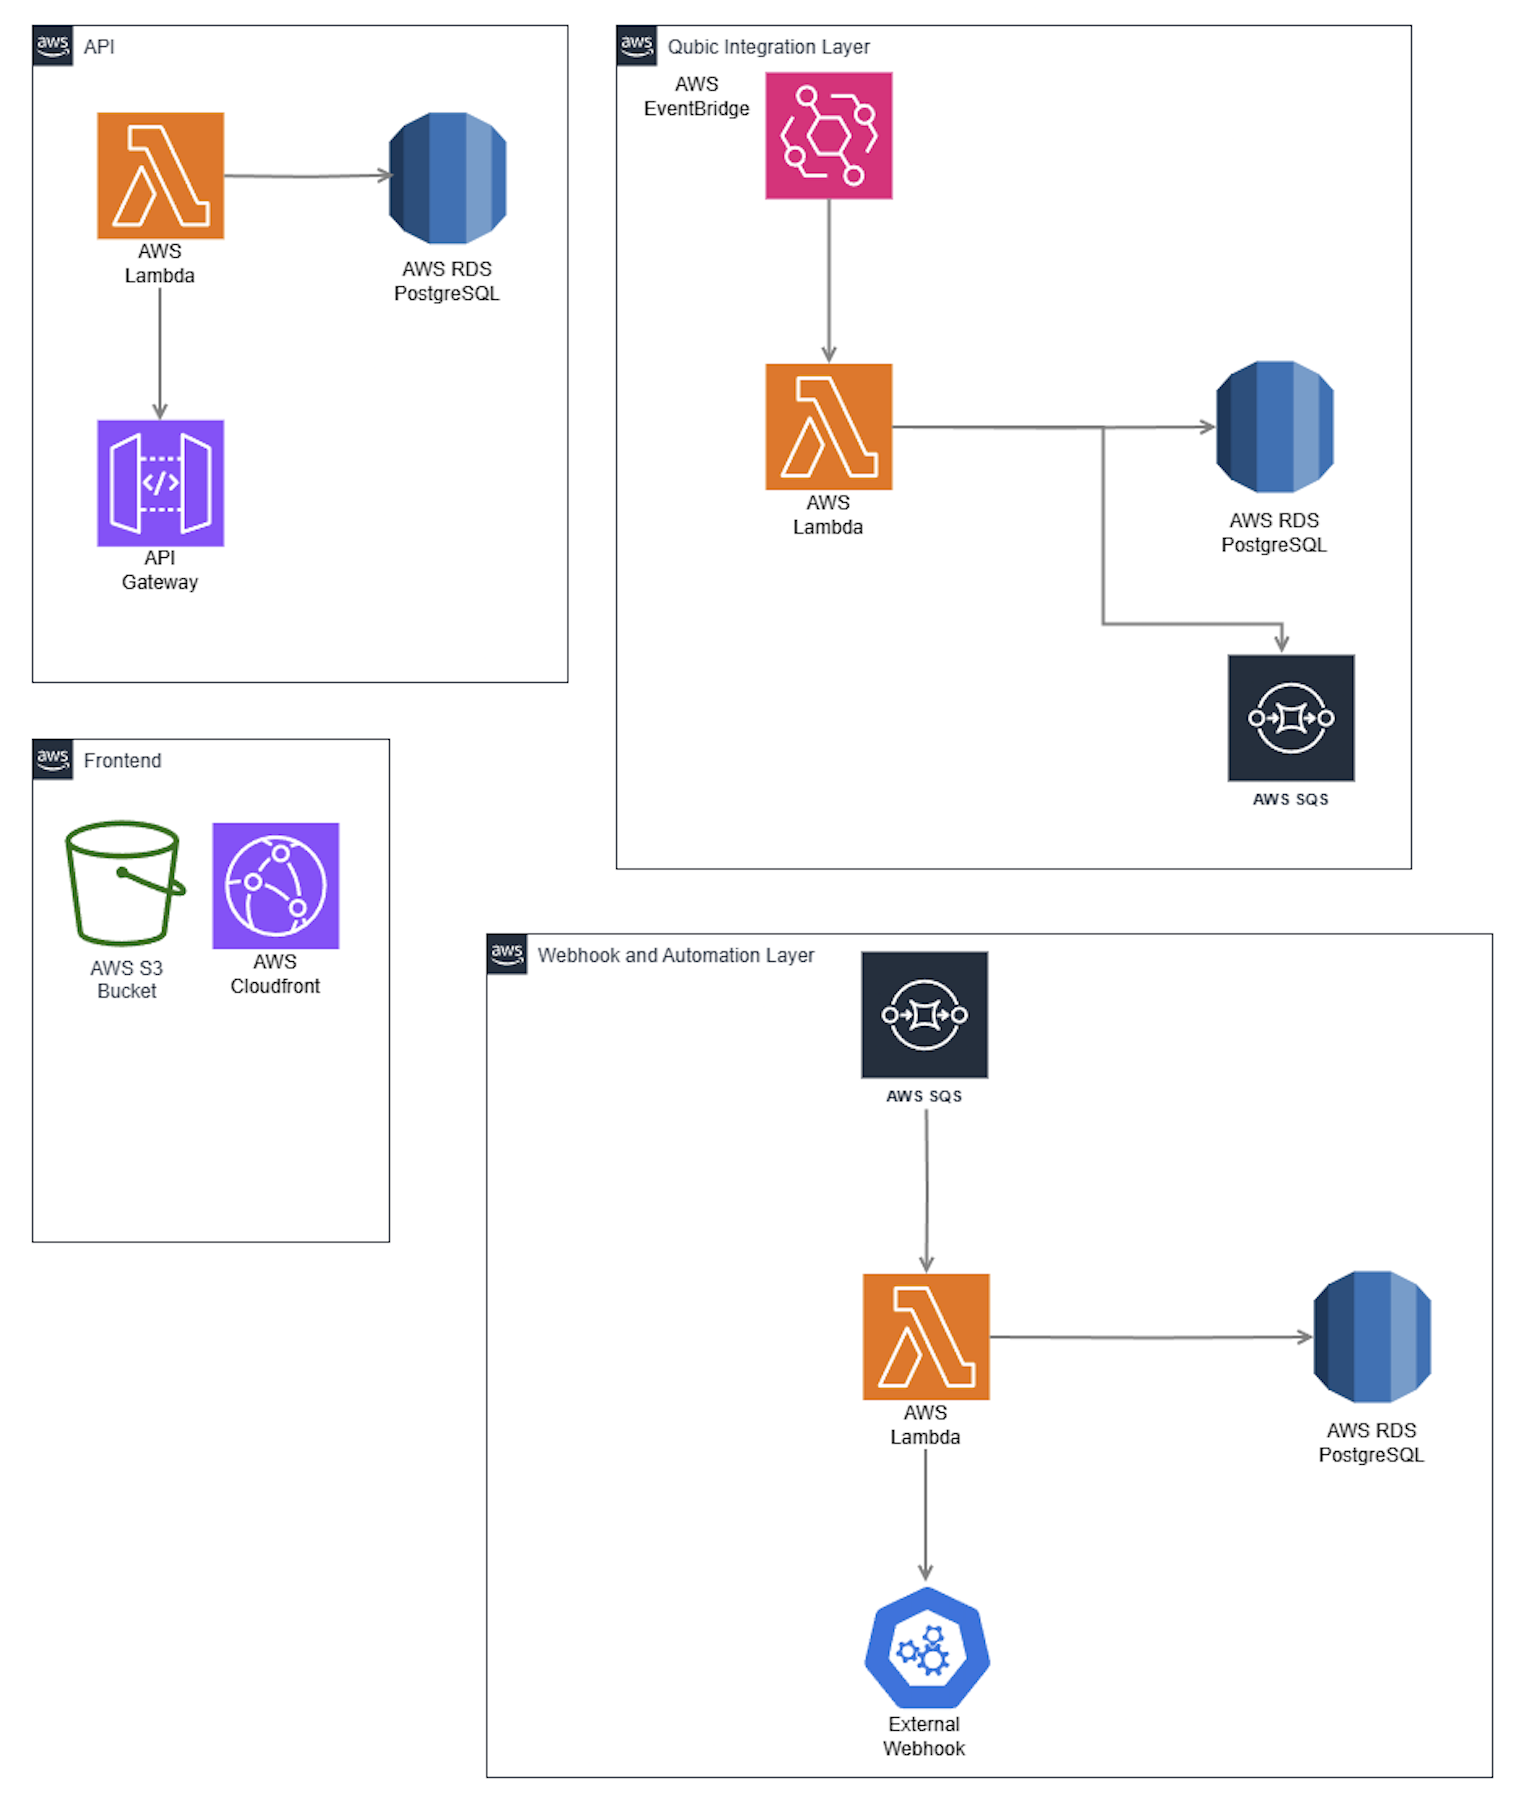 aws
API
AWS
Lambda
AWS RDS
PostgreSQL
</>
API
Gateway
aws
Qubic Integration Layer
AWS
EventBridge
AWS
Lambda
AWS RDS
PostgreSQL
AWS SQS
aws
Frontend
AWS S3
Bucket
AWS
Cloudfront
aws
Webhook and Automation Layer
AWS SQS
AWS
Lambda
AWS RDS
PostgreSQL
External
Webhook